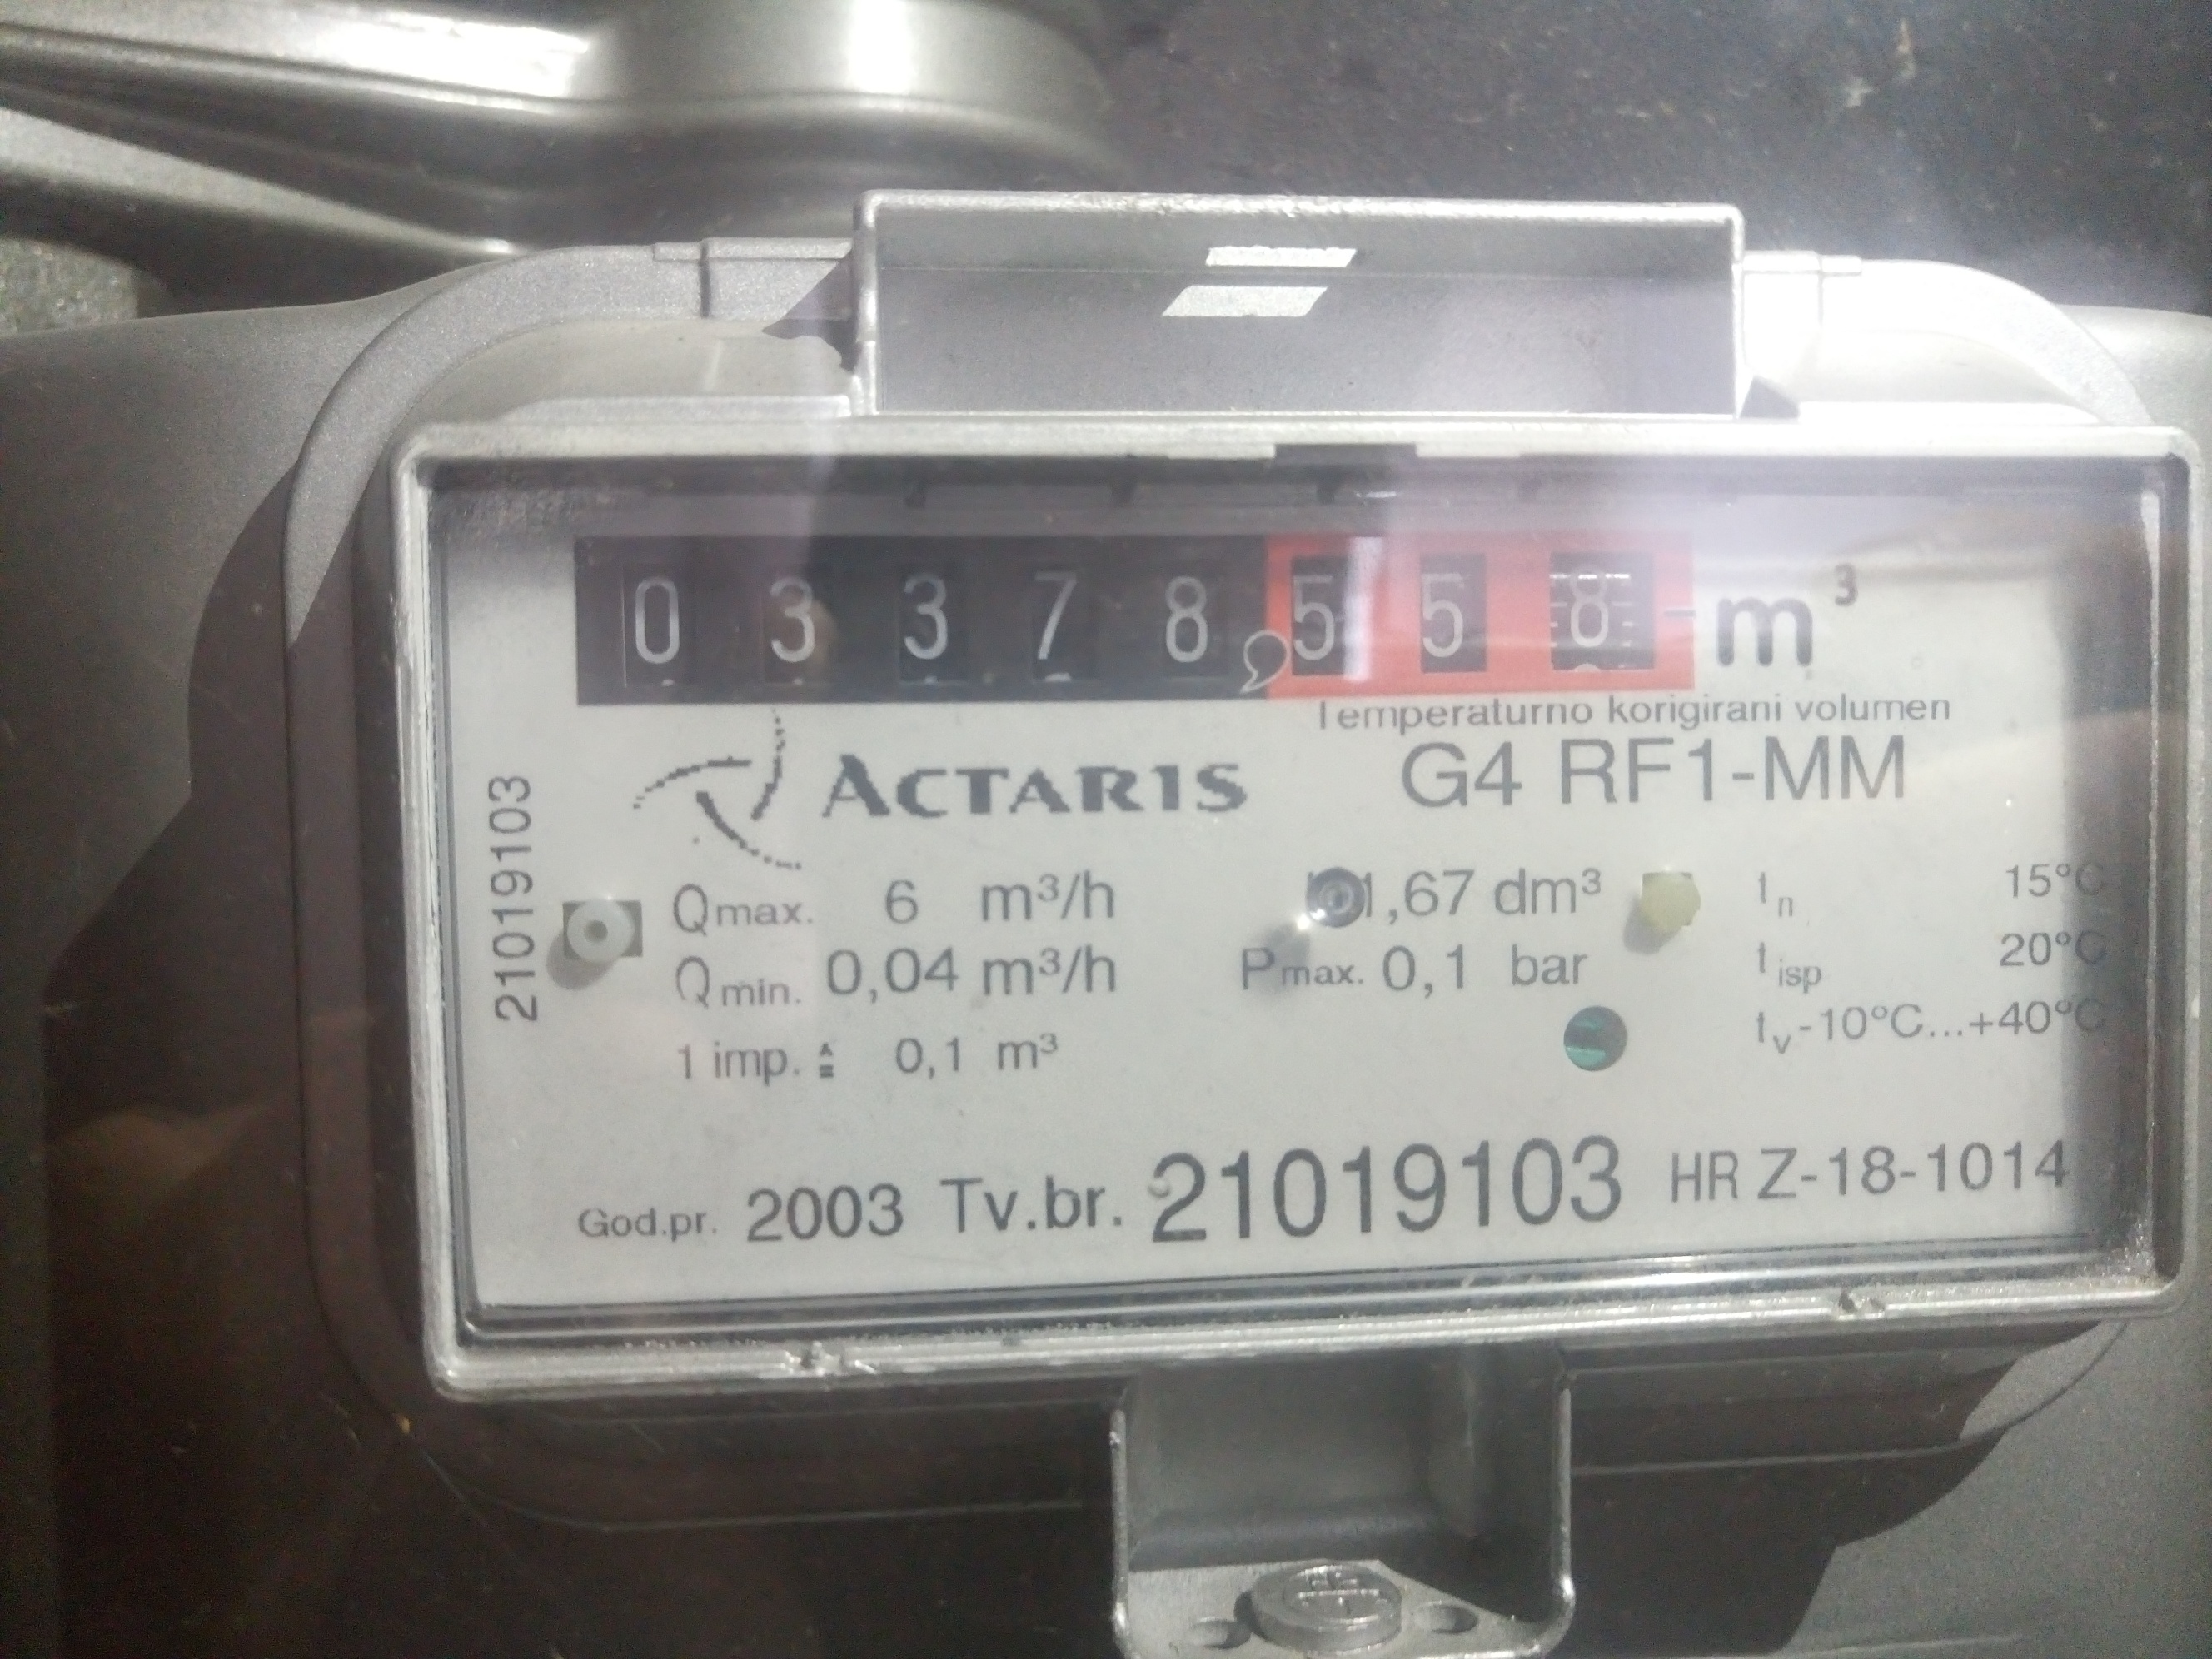 03378,558 m³
Temperaturno korigirani volumen
ACTARIS
G4 RF1-MM
21019103
Qmax. 6 m³/h
1,67 dm³
tn 15°C
Qmin. 0,04 m³/h
Pmax. 0,1 bar
tisp 20°C
1 imp. ≙ 0,1 m³
tv -10°C...+40°C
God.pr. 2003 Tv.br. 21019103 HR Z-18-1014